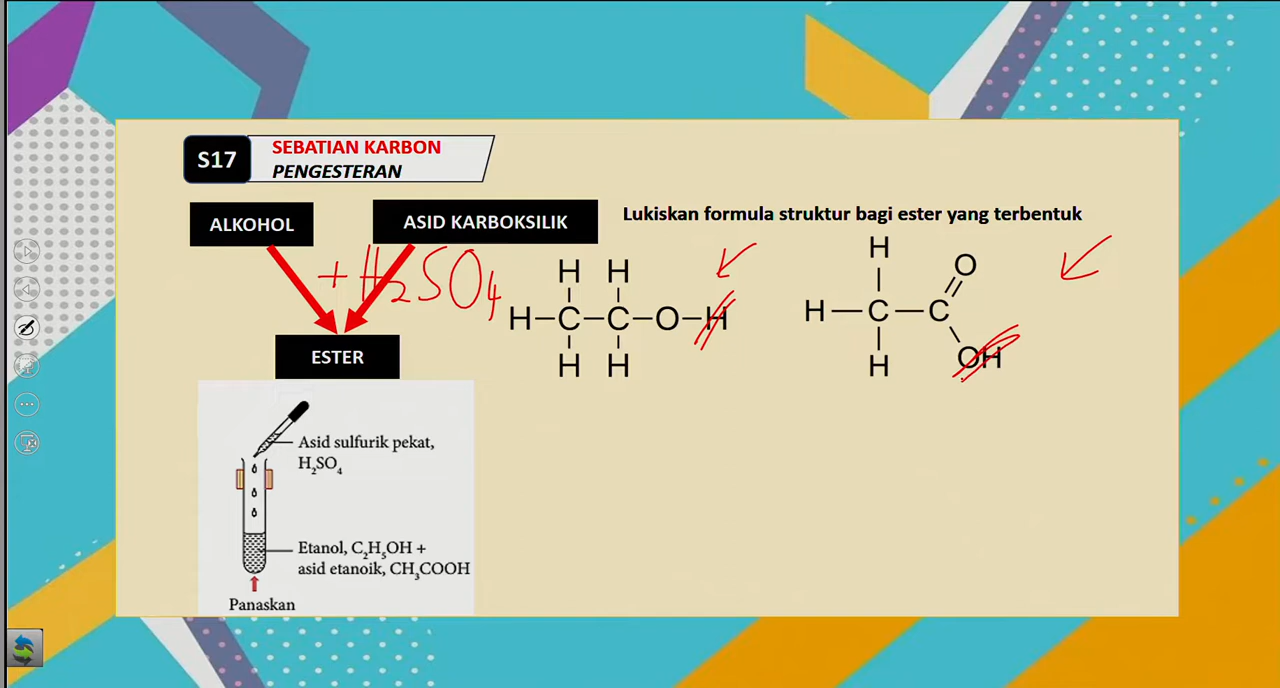 S17
SEBATIAN KARBON
PENGESTERAN
ALKOHOL
ASID KARBOKSILIK
+ H₂SO₄
ESTER
Asid sulfurik pekat,
H₂SO₄
Etanol, C₂H₅OH +
asid etanoik, CH₃COOH
Panaskan
Lukiskan formula struktur bagi ester yang terbentuk
H H
H–C–C–O–H
H H
H O
H–C–C
H OH